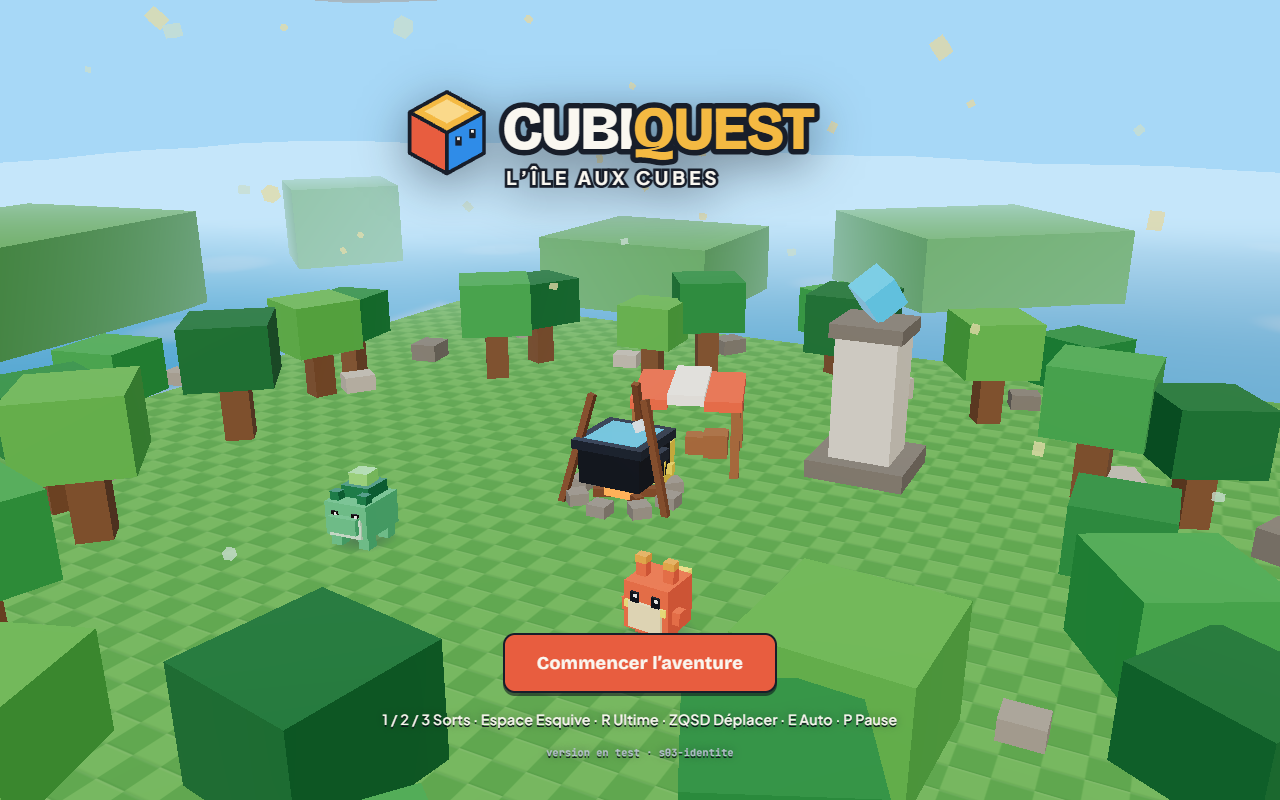 CUBIQUEST
L'ÎLE AUX CUBES
Commencer l'aventure
1 / 2 / 3 Sorts · Espace Esquive · R Ultime · ZQSD Déplacer · E Auto · P Pause
version en test · s03-identite